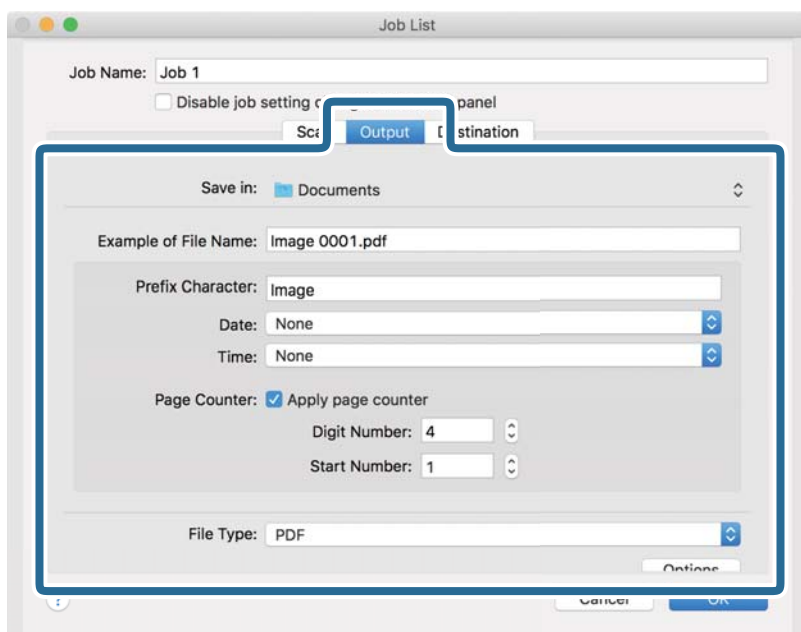 Job List
Job Name: Job 1
Disable job setting panel
Output
Save in: Documents
Example of File Name: Image 0001.pdf
Prefix Character: Image
Date: None
Time: None
Page Counter: Apply page counter
Digit Number: 4
Start Number: 1
File Type: PDF
Options
Cancel OK
?